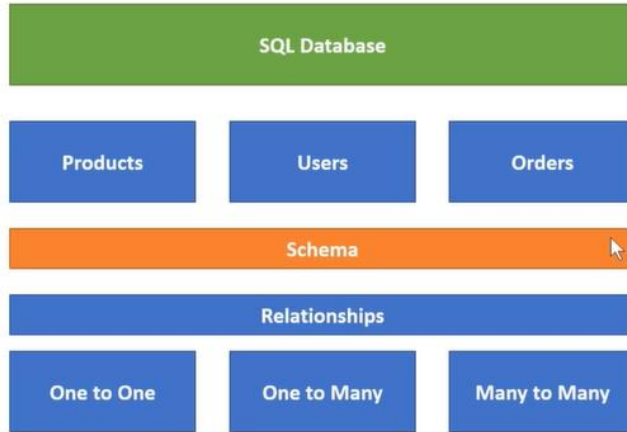 SQL Database
Products
Users
Orders
Schema
Relationships
One to One
One to Many
Many to Many